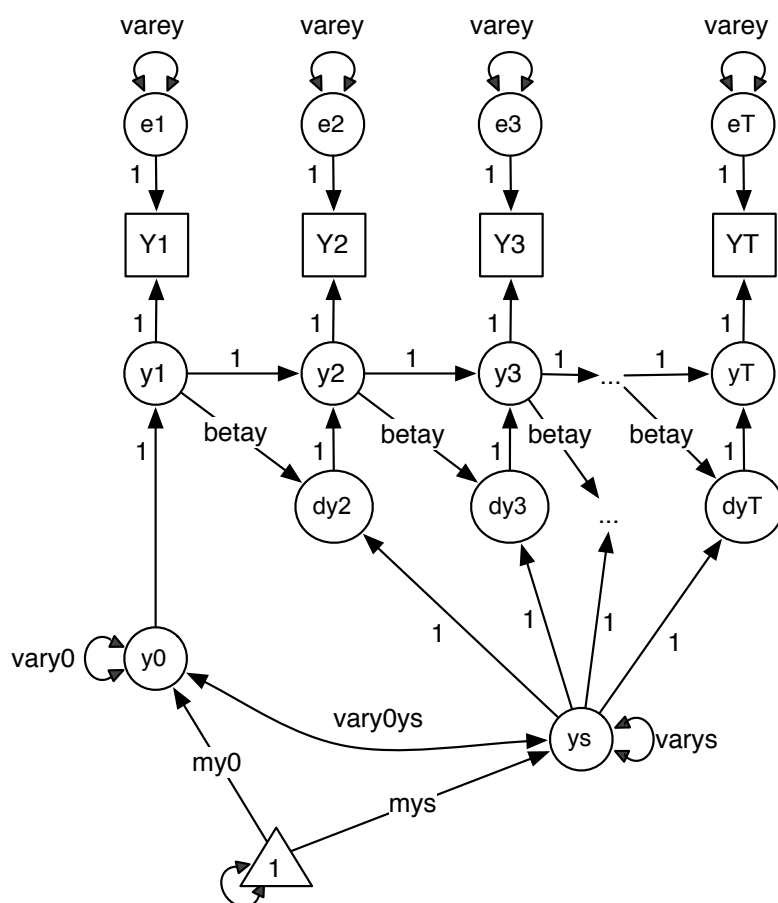 varey varey varey varey
e1 e2 e3 eT
1 1 1 1
Y1 Y2 Y3 YT
1 1 1 1
y1 1 y2 1 y3 1 ... 1 yT
betay 1 betay 1 betay betay 1
1
dy2 dy3 ... dyT
1 1 1 1
vary0 y0
vary0ys
ys varys
my0
mys
1